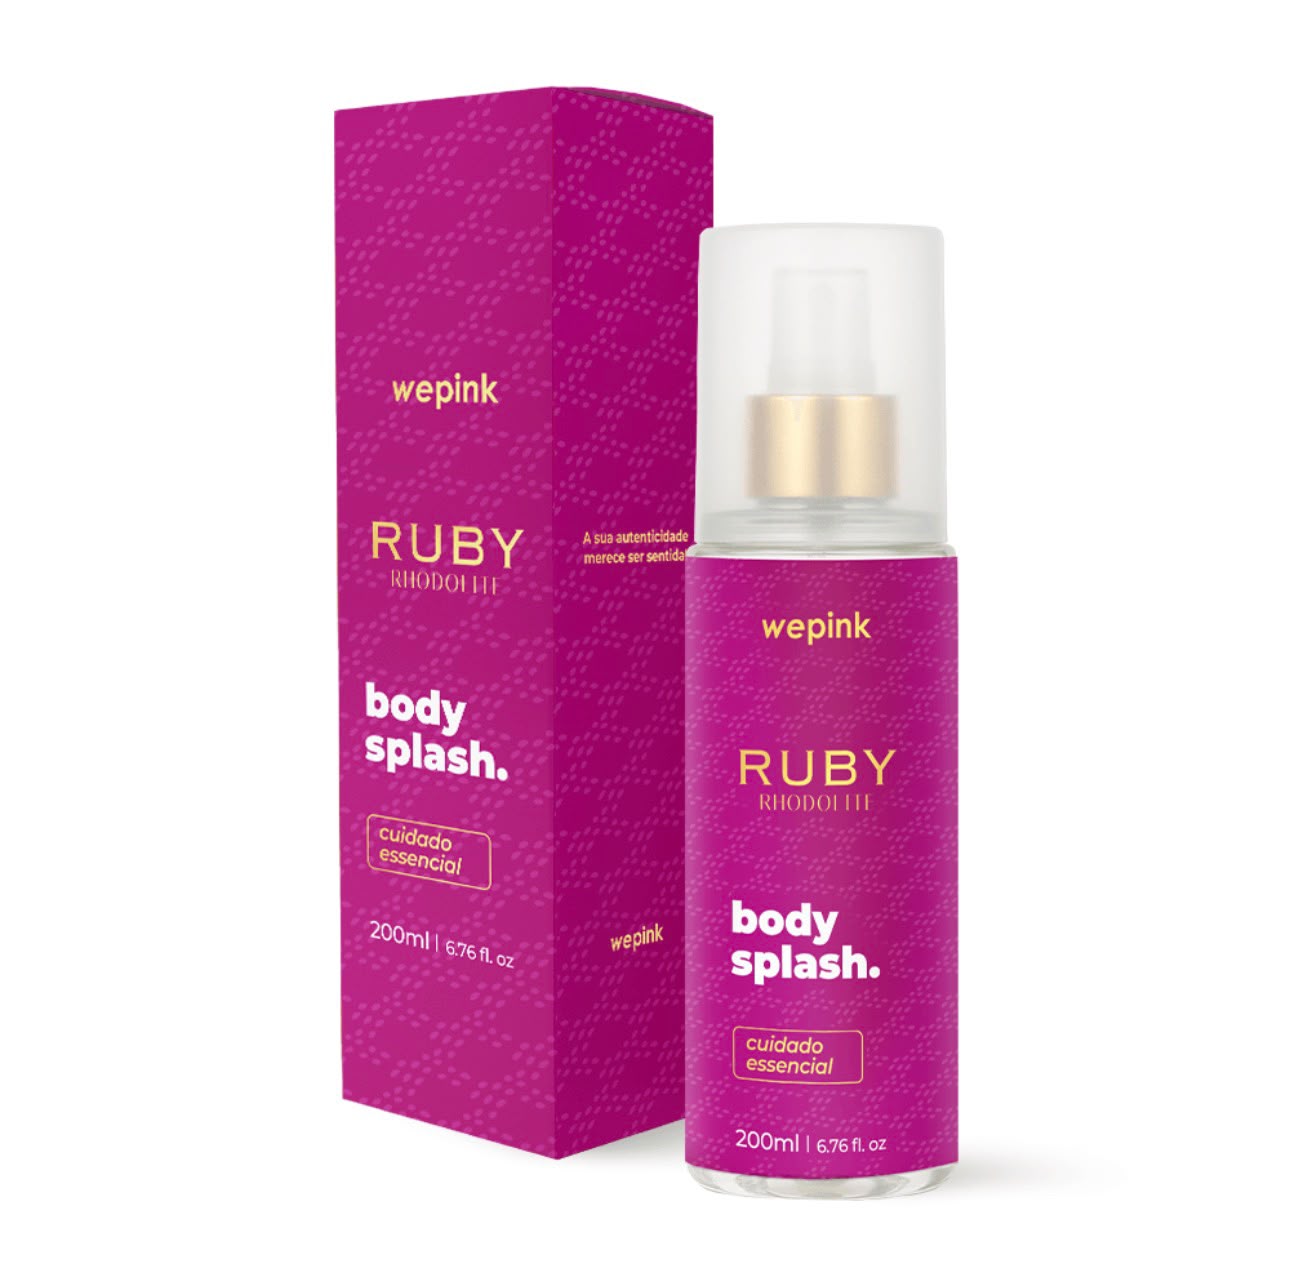 wepink
RUBY
RHODOLITE
body
splash.
cuidado
essencial
200ml | 6.76 fl. oz
A sua autenticidade
merece ser sentida
wepink
wepink
RUBY
RHODOLITE
body
splash.
cuidado
essencial
200ml | 6.76 fl. oz